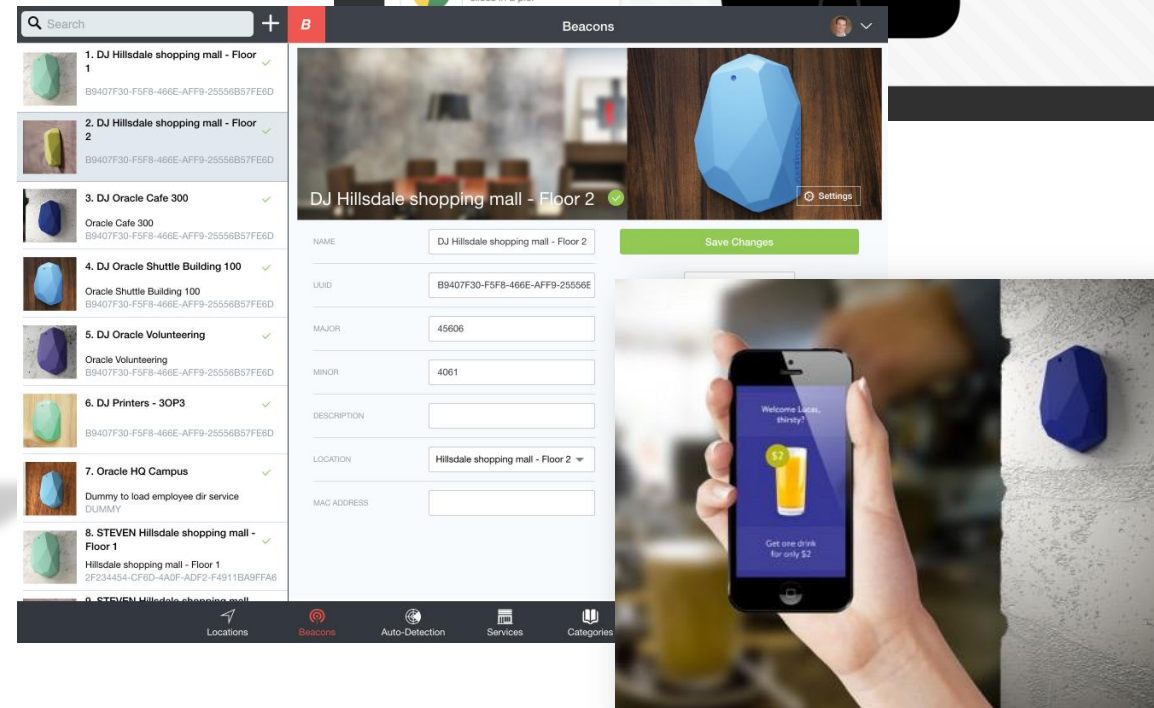 Search
B
Beacons
1. DJ Hillsdale shopping mall - Floor
1
B9407F30-F5F8-466E-AFF9-25556B57FE6D
2. DJ Hillsdale shopping mall - Floor
2
B9407F30-F5F8-466E-AFF9-25556B57FE6D
3. DJ Oracle Cafe 300
Oracle Cafe 300
B9407F30-F5F8-466E-AFF9-25556B57FE6D
4. DJ Oracle Shuttle Building 100
Oracle Shuttle Building 100
B9407F30-F5F8-466E-AFF9-25556B57FE6D
5. DJ Oracle Volunteering
Oracle Volunteering
B9407F30-F5F8-466E-AFF9-25556B57FE6D
6. DJ Printers - 3OP3
B9407F30-F5F8-466E-AFF9-25556B57FE6D
7. Oracle HQ Campus
Dummy to load employee dir service
DUMMY
8. STEVEN Hillsdale shopping mall -
Floor 1
Hillsdale shopping mall - Floor 1
2F234454-CF6D-4A0F-ADF2-F4911BA9FFA6
9. STEVEN Hillsdale shopping mall
DJ Hillsdale shopping mall - Floor 2
Settings
NAME
DJ Hillsdale shopping mall - Floor 2
Save Changes
UUID
B9407F30-F5F8-466E-AFF9-25556E
MAJOR
45606
MINOR
4061
DESCRIPTION
LOCATION
Hillsdale shopping mall - Floor 2
MAC ADDRESS
Locations
Beacons
Auto-Detection
Services
Categories
Welcome Lucas,
thirsty?
$2
Get one drink
for only $2